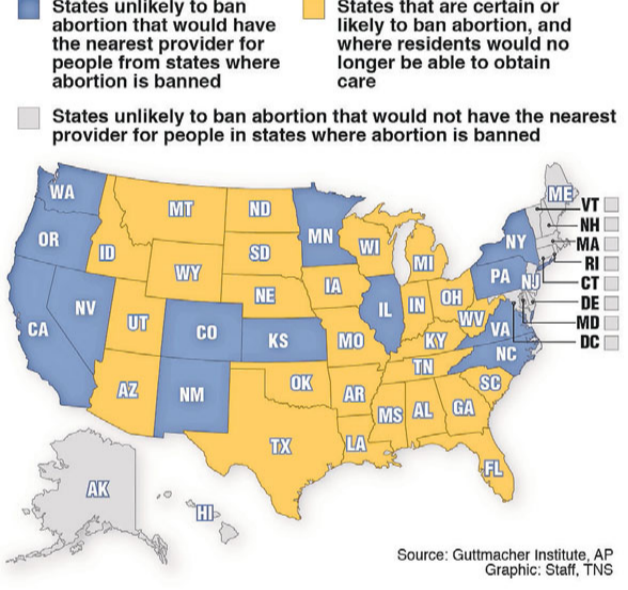 States unlikely to ban
abortion that would have
the nearest provider for
people from states where
abortion is banned
States that are certain or
likely to ban abortion, and
where residents would no
longer be able to obtain
care
States unlikely to ban abortion that would not have the nearest
provider for people in states where abortion is banned
WA
MT
ND
ME
VT
NH
OR
ID
SD
MN
WI
MI
NY
MA
RI
WY
CT
NE
IA
PA
NJ
DE
NV
UT
CO
IL
IN
OH
WV
MD
CA
KS
MO
KY
VA
DC
NC
TN
AZ
NM
OK
AR
SC
MS
AL
GA
TX
LA
FL
AK
HI
Source: Guttmacher Institute, AP
Graphic: Staff, TNS